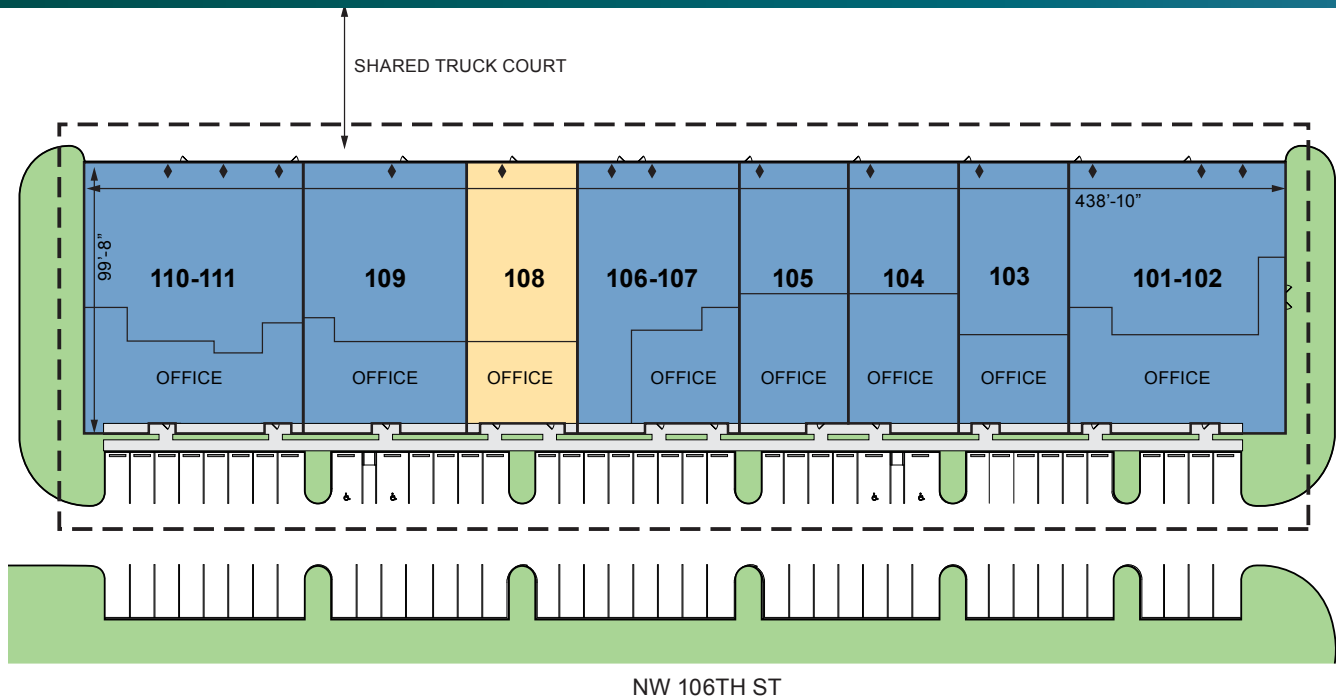 SHARED TRUCK COURT
438’-10”
99’-8”
110-111
109
108
106-107
105
104
103
101-102
OFFICE
OFFICE
OFFICE
OFFICE
OFFICE
OFFICE
OFFICE
OFFICE
NW 106TH ST